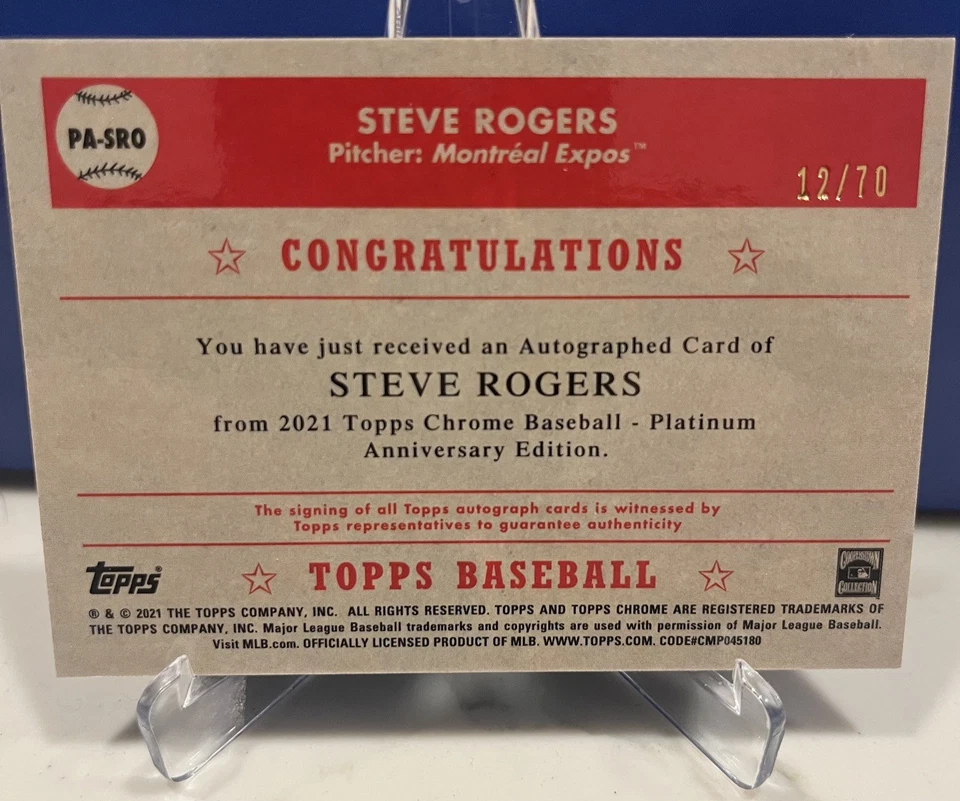 PA-SRO
STEVE ROGERS
Pitcher: Montréal Expos™
12/70
CONGRATULATIONS
You have just received an Autographed Card of
STEVE ROGERS
from 2021 Topps Chrome Baseball - Platinum
Anniversary Edition.
The signing of all Topps autograph cards is witnessed by
Topps representatives to guarantee authenticity
Topps®
TOPPS BASEBALL
COOPERSTOWN
COLLECTION
® & © 2021 THE TOPPS COMPANY, INC. ALL RIGHTS RESERVED. TOPPS AND TOPPS CHROME ARE REGISTERED TRADEMARKS OF
THE TOPPS COMPANY, INC. Major League Baseball trademarks and copyrights are used with permission of Major League Baseball.
Visit MLB.com. OFFICIALLY LICENSED PRODUCT OF MLB. WWW.TOPPS.COM. CODE#CMP045180